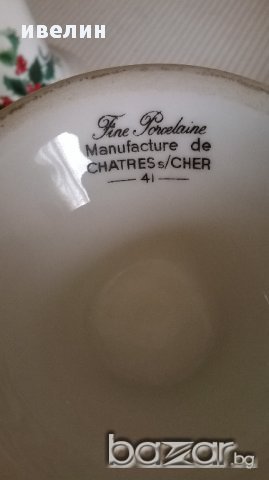 ивелин
Fine Porcelaine
Manufacture de
CHATRES s/CHER
— 41 —
bazar.bg